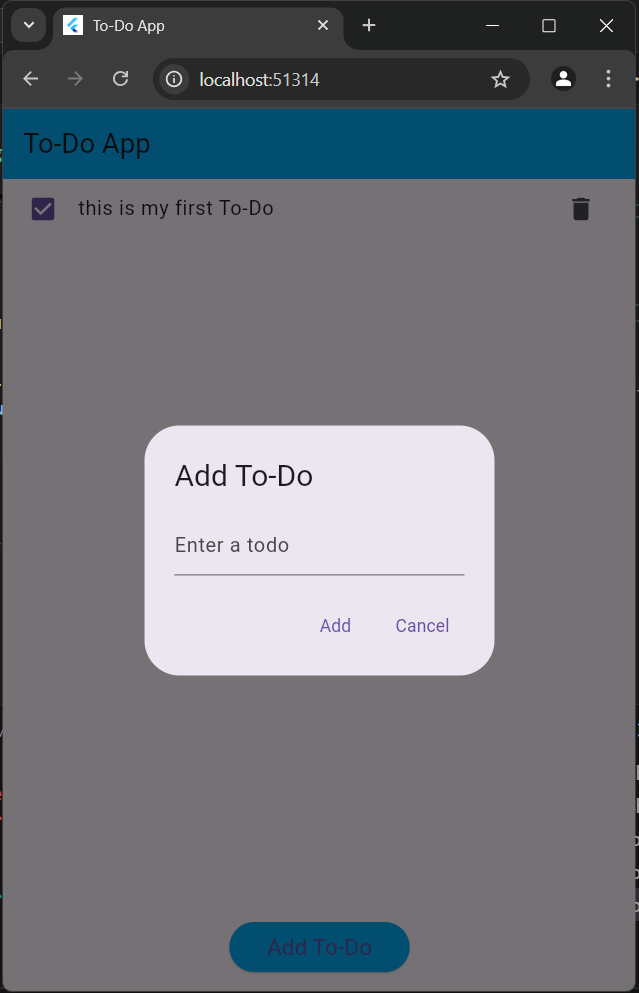 To-Do App
localhost:51314
To-Do App
this is my first To-Do
Add To-Do
Enter a todo
Add Cancel
Add To-Do